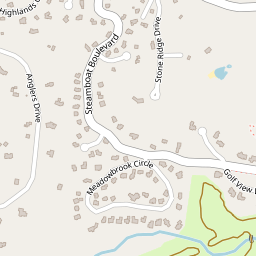 Highlands
Steamboat Boulevard
Stone Ridge Drive
Anglers Drive
Meadowbrook Circle
Golf View